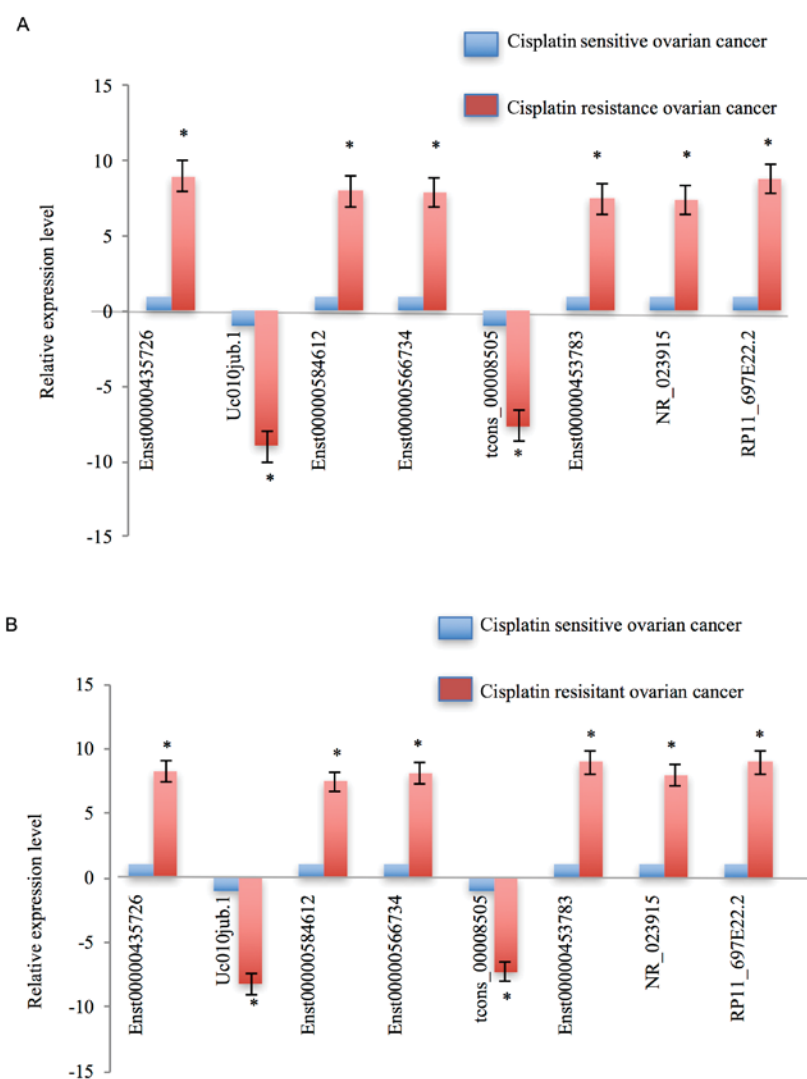 A
Cisplatin sensitive ovarian cancer
Cisplatin resistance ovarian cancer
Relative expression level
15
10
5
0
-5
-10
-15
*
*
*
*
*
*
*
*
Enst00000435726
Uc010jub.1
Enst00000584612
Enst00000566734
tcons_00008505
Enst00000453783
NR_023915
RP11_697E22.2
B
Cisplatin sensitive ovarian cancer
Cisplatin resisitant ovarian cancer
Relative expression level
15
10
5
0
-5
-10
-15
*
*
*
*
*
*
*
*
Enst00000435726
Uc010jub.1
Enst00000584612
Enst00000566734
tcons_00008505
Enst00000453783
NR_023915
RP11_697E22.2